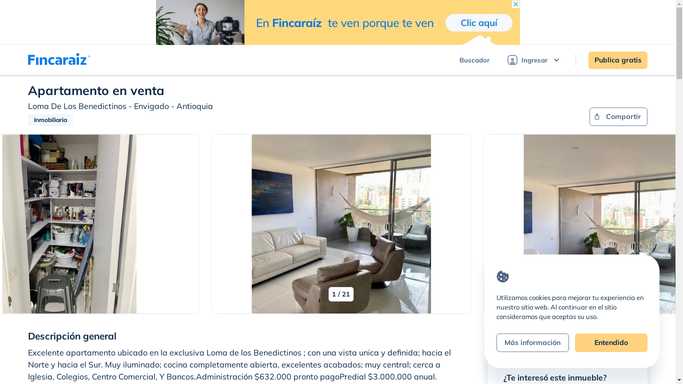 En Fincaraíz te ven porque te ven
Clic aquí
Fincaraiz
Buscador
Ingresar
Publica gratis
Apartamento en venta
Loma De Los Benedictinos - Envigado - Antioquia
Inmobiliaria
Compartir
1 / 21
Utilizamos cookies para mejorar tu experiencia en
nuestro sitio web. Al continuar en el sitio
consideramos que aceptas su uso.
Más información
Entendido
Descripción general
Excelente apartamento ubicado en la exclusiva Loma de los Benedictinos ; con una vista unica y definida; hacia el
Norte y hacia el Sur. Muy iluminado; cocina completamente abierta, excelentes acabados; muy central; cerca a
Iglesia, Colegios, Centro Comercial, Y Bancos.Administración $632.000 pronto pagoPredial $3.000.000 anual.
¿Te interesó este inmueble?